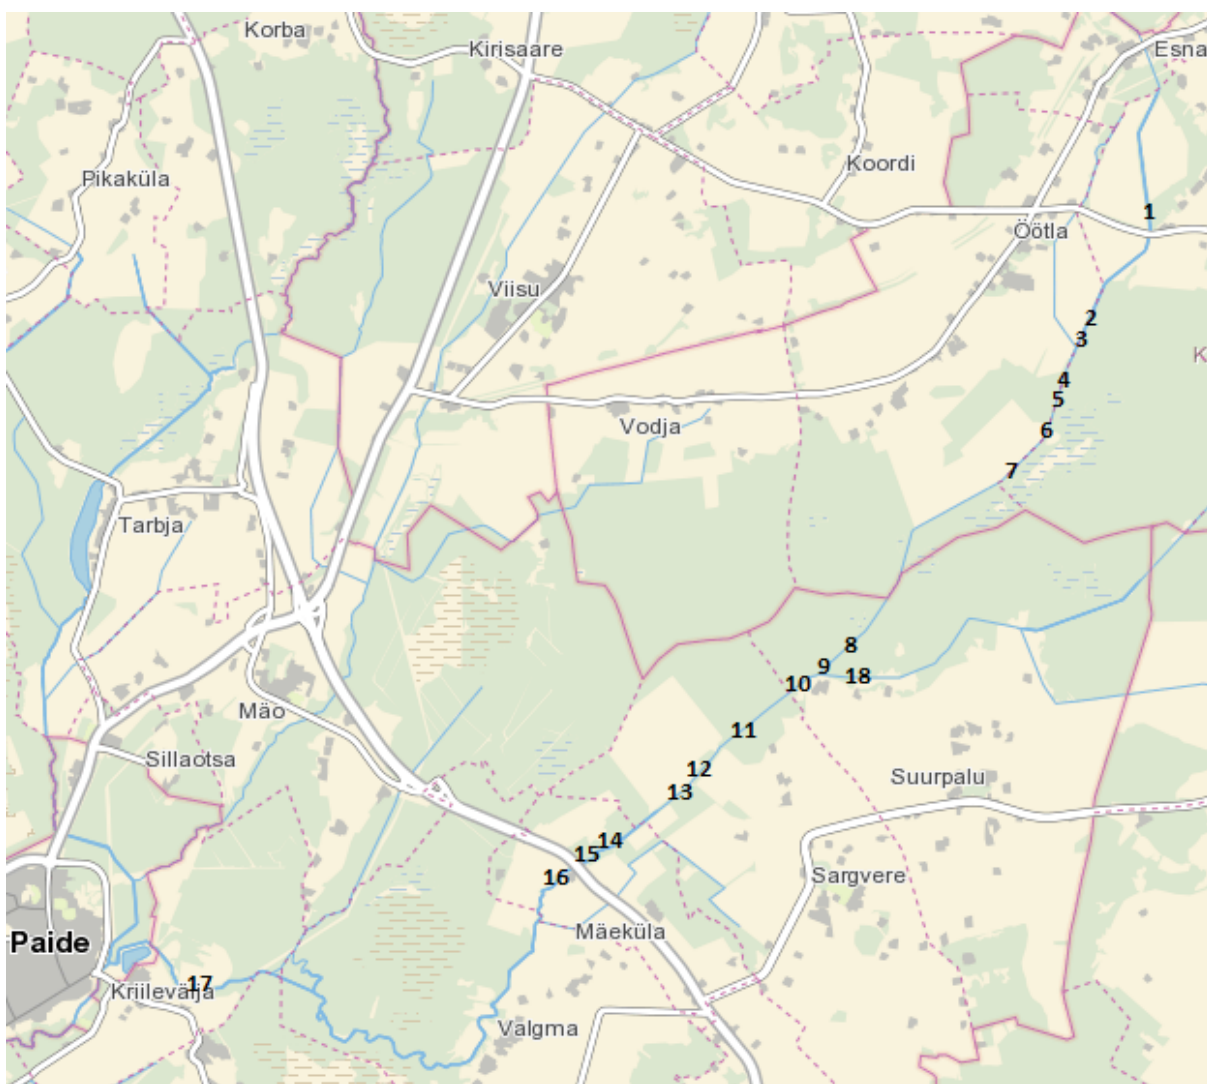 Korba
Kirisaare
Esna
Koordi
Pikaküla
1
Öötla
Viisu
2
3
K
4
5
Vodja
6
7
Tarbja
8
9
18
10
Mäo
11
Sillaotsa
12
Suurpalu
13
14
15
16
Sargvere
Mäeküla
Paide
17
Kriilevälja
Valgma